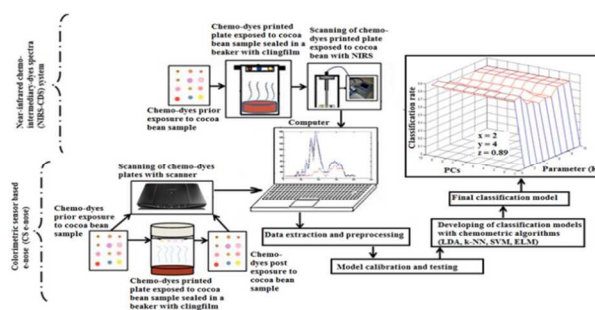 Near-infrared chemo-
intermediary-dyes spectra
(NIRS-CDS) system
Chemo-dyes printed
plate exposed to cocoa
bean sample sealed in a
beaker with clingfilm
Scanning of chemo-
dyes printed plate
exposed to cocoa
bean with NIRS
Chemo-dyes prior
exposure to cocoa
bean sample
Computer
Classification rate
x = 2
y = 4
z = 0.89
PCs
Parameter (K
Colorimetric sensor based
e-nose (CS e-nose)
Scanning of chemo-dyes
plates with scanner
Chemo-dyes
prior exposure
to cocoa bean
sample
Chemo-
dyes post
exposure to
cocoa bean
sample
Chemo-dyes printed
plate exposed to cocoa
bean sample sealed in a
beaker with clingfilm
Data extraction and preprocessing
Model calibration and testing
Developing of classification models
with chemometric algorithms
(LDA, k-NN, SVM, ELM)
Final classification model